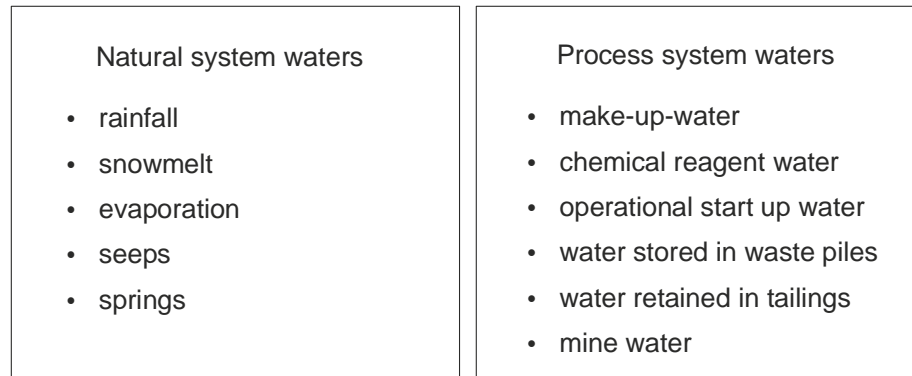 Natural system waters
• rainfall
• snowmelt
• evaporation
• seeps
• springs
Process system waters
• make-up-water
• chemical reagent water
• operational start up water
• water stored in waste piles
• water retained in tailings
• mine water